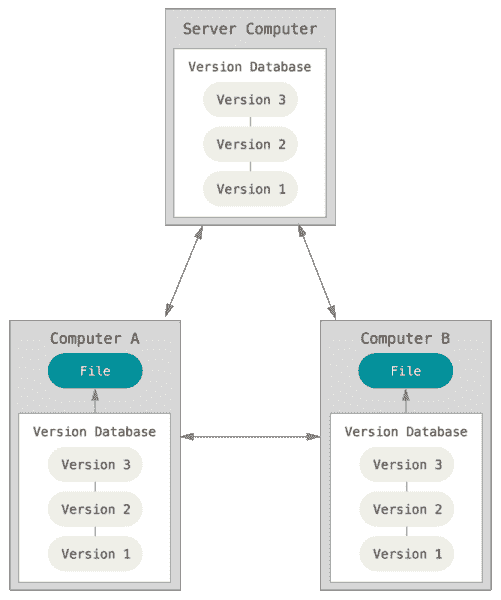 Server Computer
Version Database
Version 3
Version 2
Version 1
Computer A
File
Version Database
Version 3
Version 2
Version 1
Computer B
File
Version Database
Version 3
Version 2
Version 1